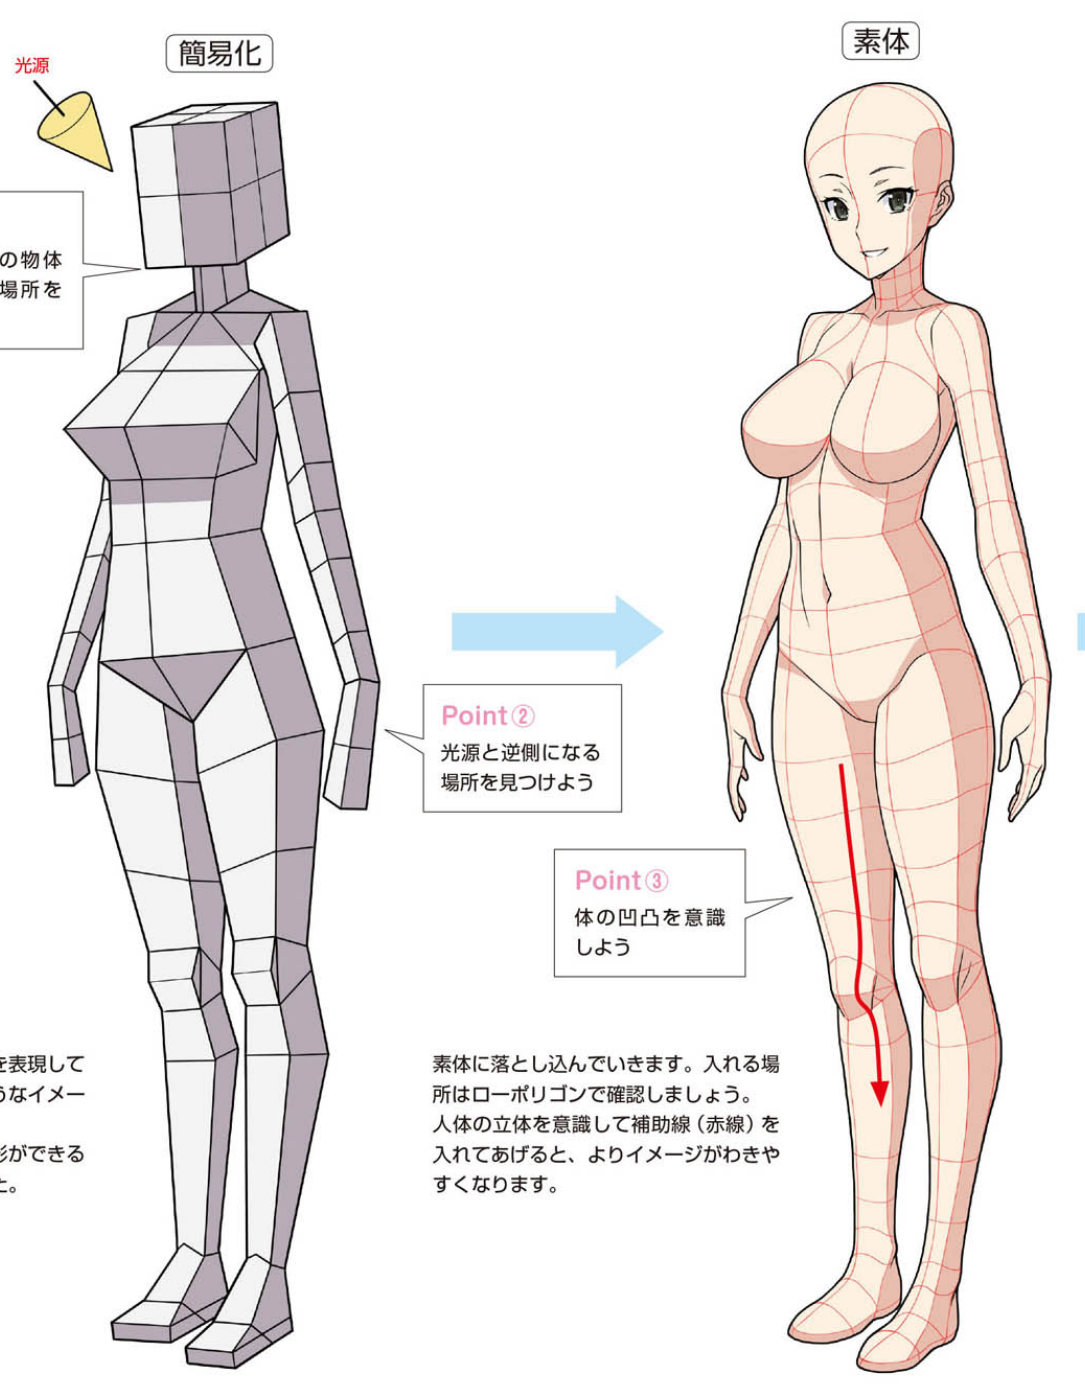 簡易化
素体
光源
の物体
場所を
Point②
光源と逆側になる
場所を見つけよう
Point③
体の凹凸を意識
しよう
を表現して
うなイメー
形ができる
た。
素体に落とし込んでいきます。入れる場
所はローポリゴンで確認しましょう。
人体の立体を意識して補助線（赤線）を
入れてあげると、よりイメージがわきや
すくなります。